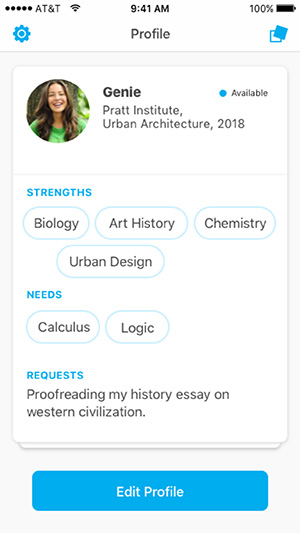 AT&T 9:41 AM 100%
Profile
Genie
Available
Pratt Institute,
Urban Architecture, 2018
STRENGTHS
Biology Art History Chemistry
Urban Design
NEEDS
Calculus Logic
REQUESTS
Proofreading my history essay on
western civilization.
Edit Profile